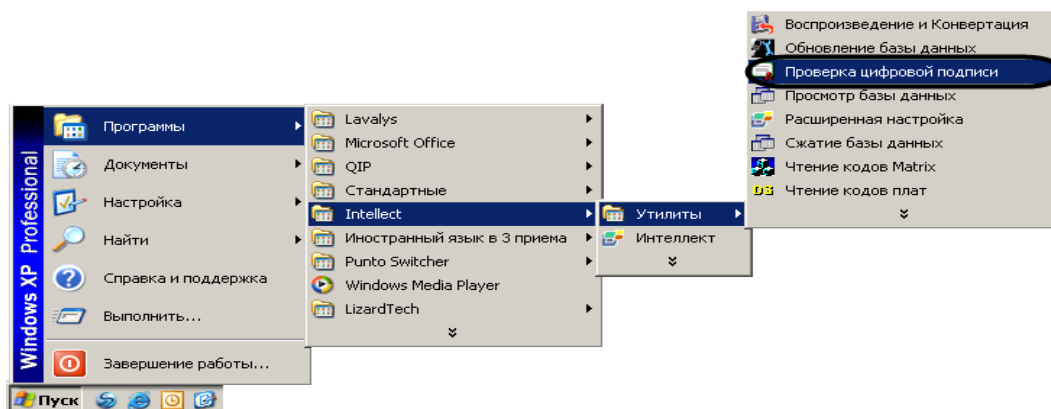 Воспроизведение и Конвертация
Обновление базы данных
Проверка цифровой подписи
Просмотр базы данных
Расширенная настройка
Сжатие базы данных
Чтение кодов Matrix
DS Чтение кодов плат
Windows XP Professional
Программы
Документы
Настройка
Найти
Справка и поддержка
Выполнить...
Завершение работы...
Lavalys
Microsoft Office
QIP
Стандартные
Intellect
Иностранный язык в 3 приема
Punto Switcher
Windows Media Player
LizardTech
Утилиты
Интеллект
Пуск